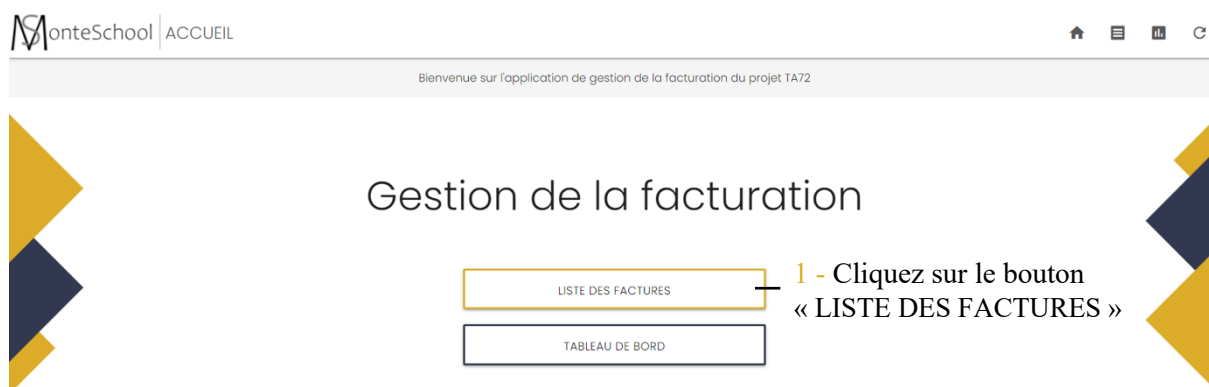 MonteSchool ACCUEIL
Bienvenue sur l'application de gestion de la facturation du projet TA72
Gestion de la facturation
LISTE DES FACTURES
1 - Cliquez sur le bouton
« LISTE DES FACTURES »
TABLEAU DE BORD